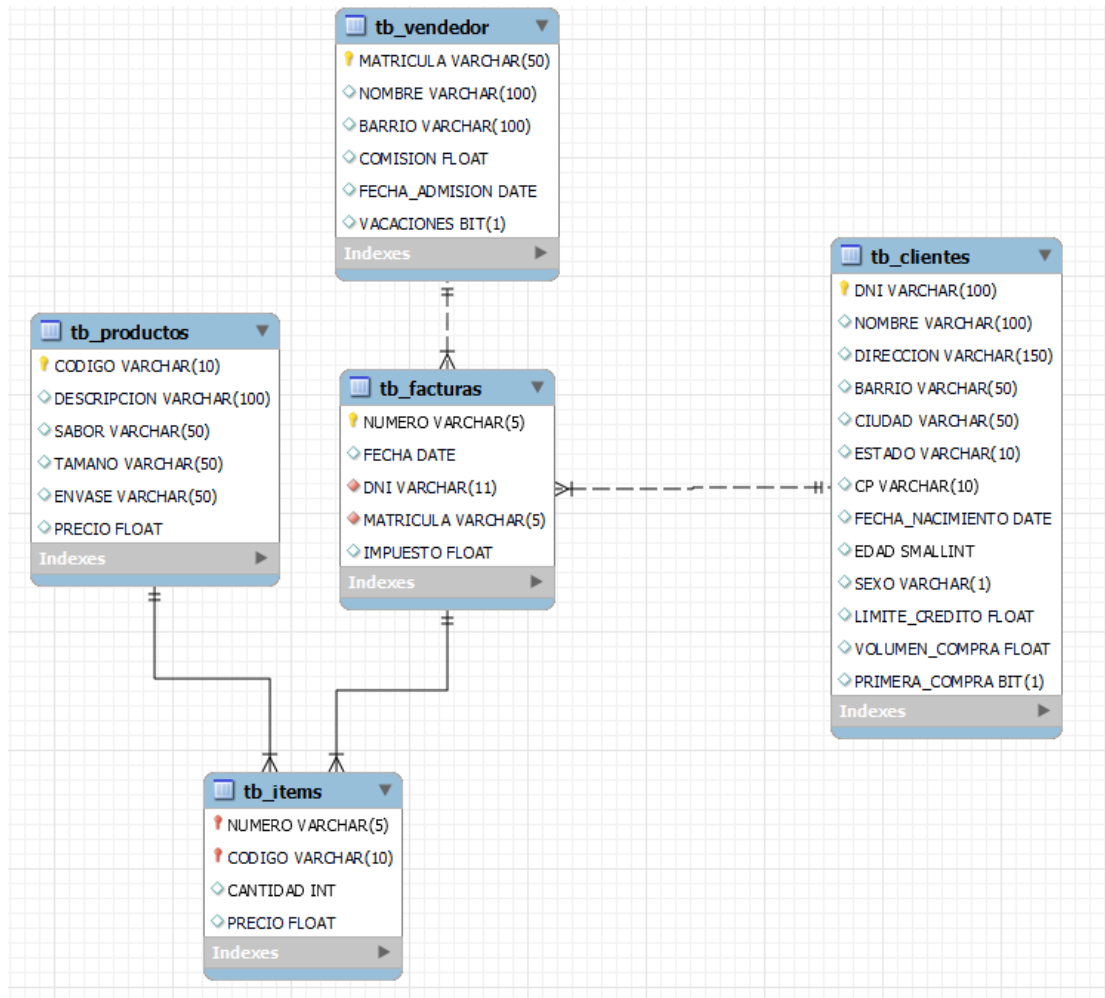 tb_vendedor
MATRICULA VARCHAR(50)
NOMBRE VARCHAR(100)
BARRIO VARCHAR(100)
COMISION FLOAT
FECHA_ADMISION DATE
VACACIONES BIT(1)
Indexes
tb_productos
CODIGO VARCHAR(10)
DESCRIPCION VARCHAR(100)
SABOR VARCHAR(50)
TAMANO VARCHAR(50)
ENVASE VARCHAR(50)
PRECIO FLOAT
Indexes
tb_facturas
NUMERO VARCHAR(5)
FECHA DATE
DNI VARCHAR(11)
MATRICULA VARCHAR(5)
IMPUESTO FLOAT
Indexes
tb_clientes
DNI VARCHAR(100)
NOMBRE VARCHAR(100)
DIRECCION VARCHAR(150)
BARRIO VARCHAR(50)
CIUDAD VARCHAR(50)
ESTADO VARCHAR(10)
CP VARCHAR(10)
FECHA_NACIMIENTO DATE
EDAD SMALLINT
SEXO VARCHAR(1)
LIMITE_CREDITO FLOAT
VOLUMEN_COMPRA FLOAT
PRIMERA_COMPRA BIT(1)
Indexes
tb_items
NUMERO VARCHAR(5)
CODIGO VARCHAR(10)
CANTIDAD INT
PRECIO FLOAT
Indexes